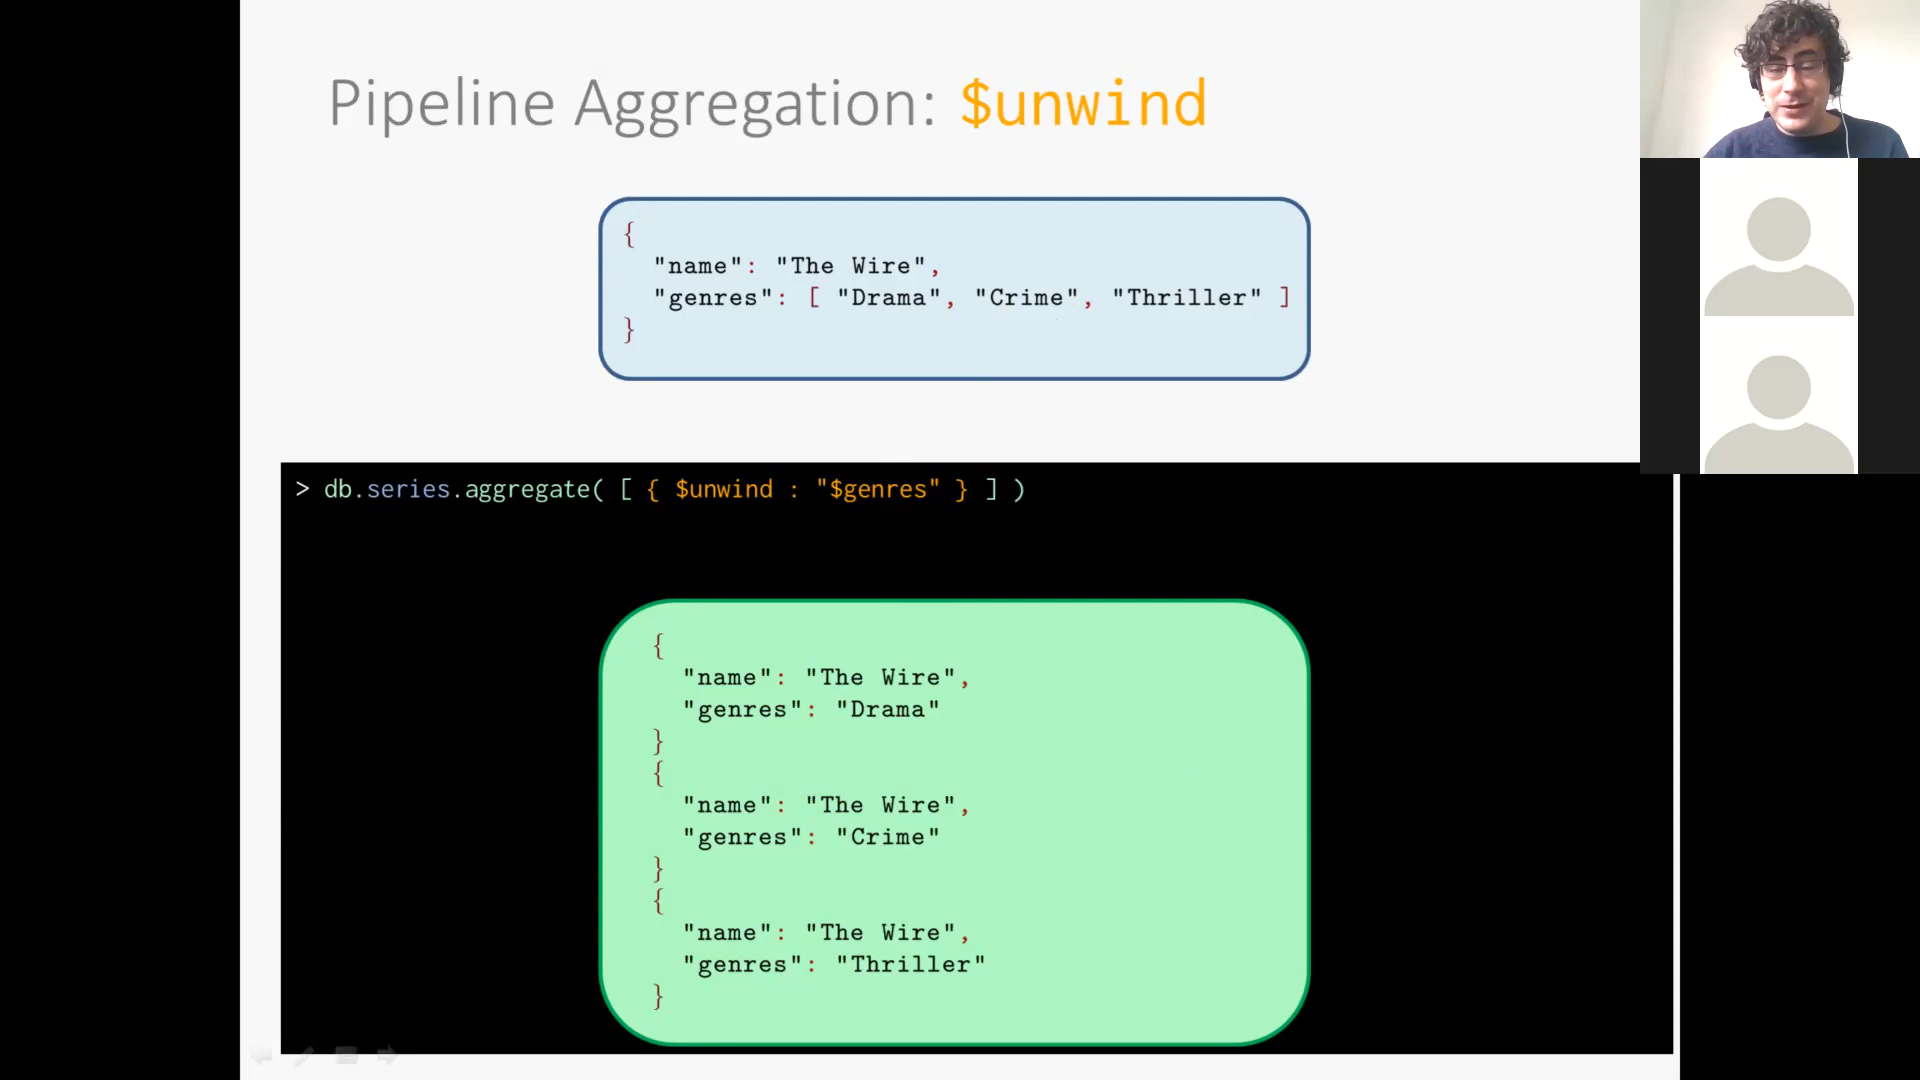 Pipeline Aggregation: $unwind
{
"name": "The Wire",
"genres": [ "Drama", "Crime", "Thriller" ]
}
> db.series.aggregate( [ { $unwind : "$genres" } ] )
{
"name": "The Wire",
"genres": "Drama"
}
{
"name": "The Wire",
"genres": "Crime"
}
{
"name": "The Wire",
"genres": "Thriller"
}